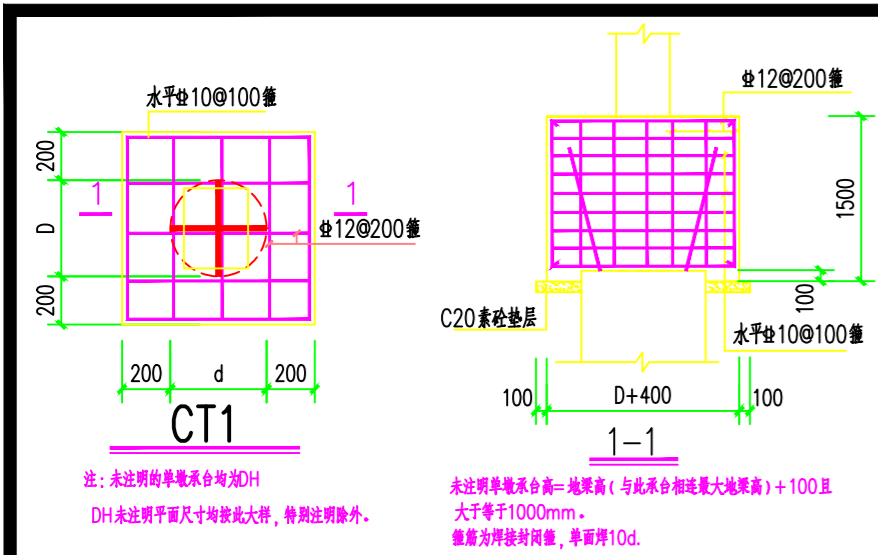 水平⌀10@100箍
200
D
200
1
1
⌀12@200箍
200
d
200
CT1
注：未注明的单墩承台均为DH
DH未注明平面尺寸均按此大样，特别注明除外。
⌀12@200箍
1500
100
C20素砼垫层
水平⌀10@100箍
100
D+400
100
1-1
未注明单墩承台高=地梁高（与此承台相连最大地梁高）+100且
大于等于1000mm。
箍筋为焊接封闭箍，单面焊10d.